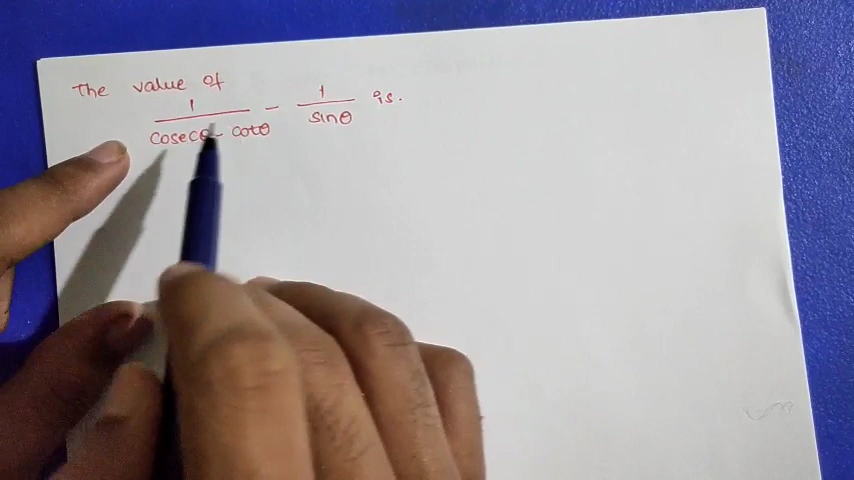 The value of
1/(cosecθ - cotθ) - 1/sinθ is.